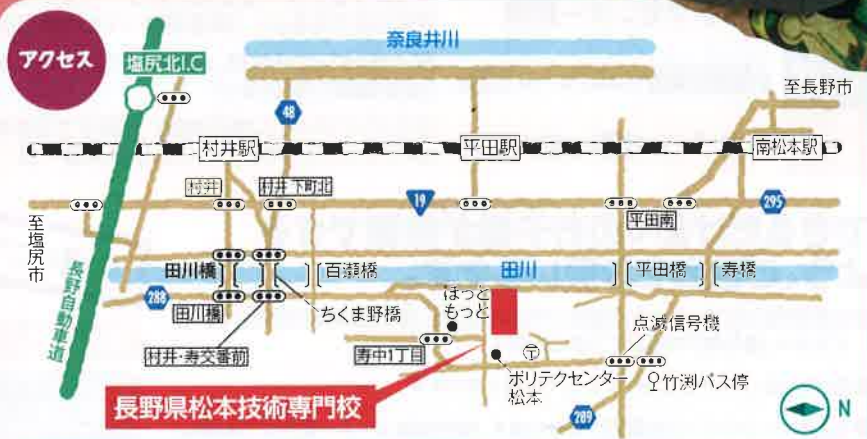 アクセス
塩尻北I.C
奈良井川
至長野市
48
村井駅
平田駅
南松本駅
村井
村井下町北
19
295
平田南
至塩尻市
長野自動車道
田川橋
百瀬橋
田川
平田橋
寿橋
288
田川橋
ちくま野橋
ほっと
もっと
村井・寿交番前
寿中1丁目
点滅信号機
〒
ポリテクセンター
松本
竹渕バス停
長野県松本技術専門校
289
N